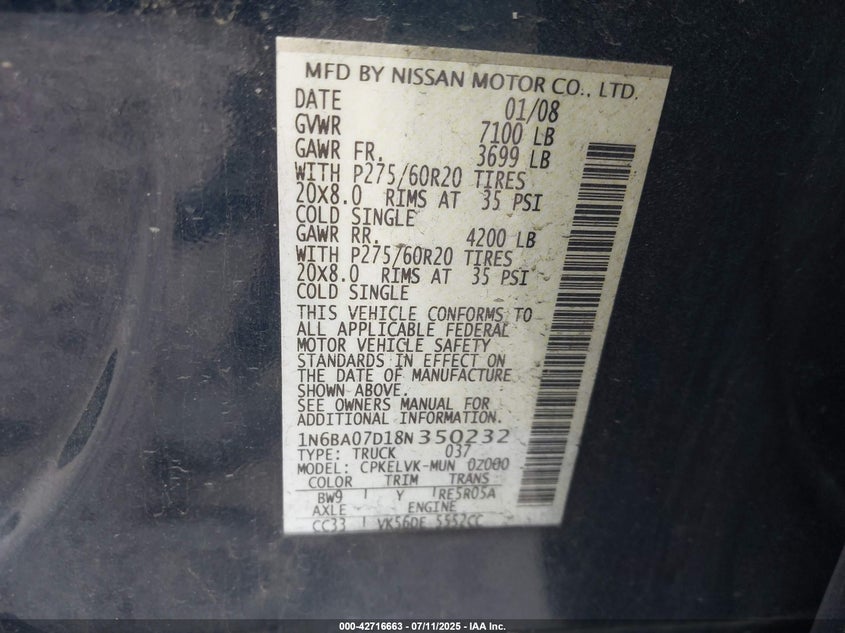 MFD BY NISSAN MOTOR CO., LTD.
DATE 01/08
GVWR 7100 LB
GAWR FR. 3699 LB
WITH P275/60R20 TIRES
20X8.0 RIMS AT 35 PSI
COLD SINGLE
GAWR RR. 4200 LB
WITH P275/60R20 TIRES
20X8.0 RIMS AT 35 PSI
COLD SINGLE
THIS VEHICLE CONFORMS TO
ALL APPLICABLE FEDERAL
MOTOR VEHICLE SAFETY
STANDARDS IN EFFECT ON
THE DATE OF MANUFACTURE
SHOWN ABOVE.
SEE OWNERS MANUAL FOR
ADDITIONAL INFORMATION.
1N6BA07D18N350232
TYPE: TRUCK 037
MODEL: CPKELVK-MUN 0Z000
COLOR TRIM TRANS
BW9 Y RE5R05A
AXLE ENGINE
CC33 VK56DE 5552CC
000-42716663 - 07/11/2025 - IAA Inc.